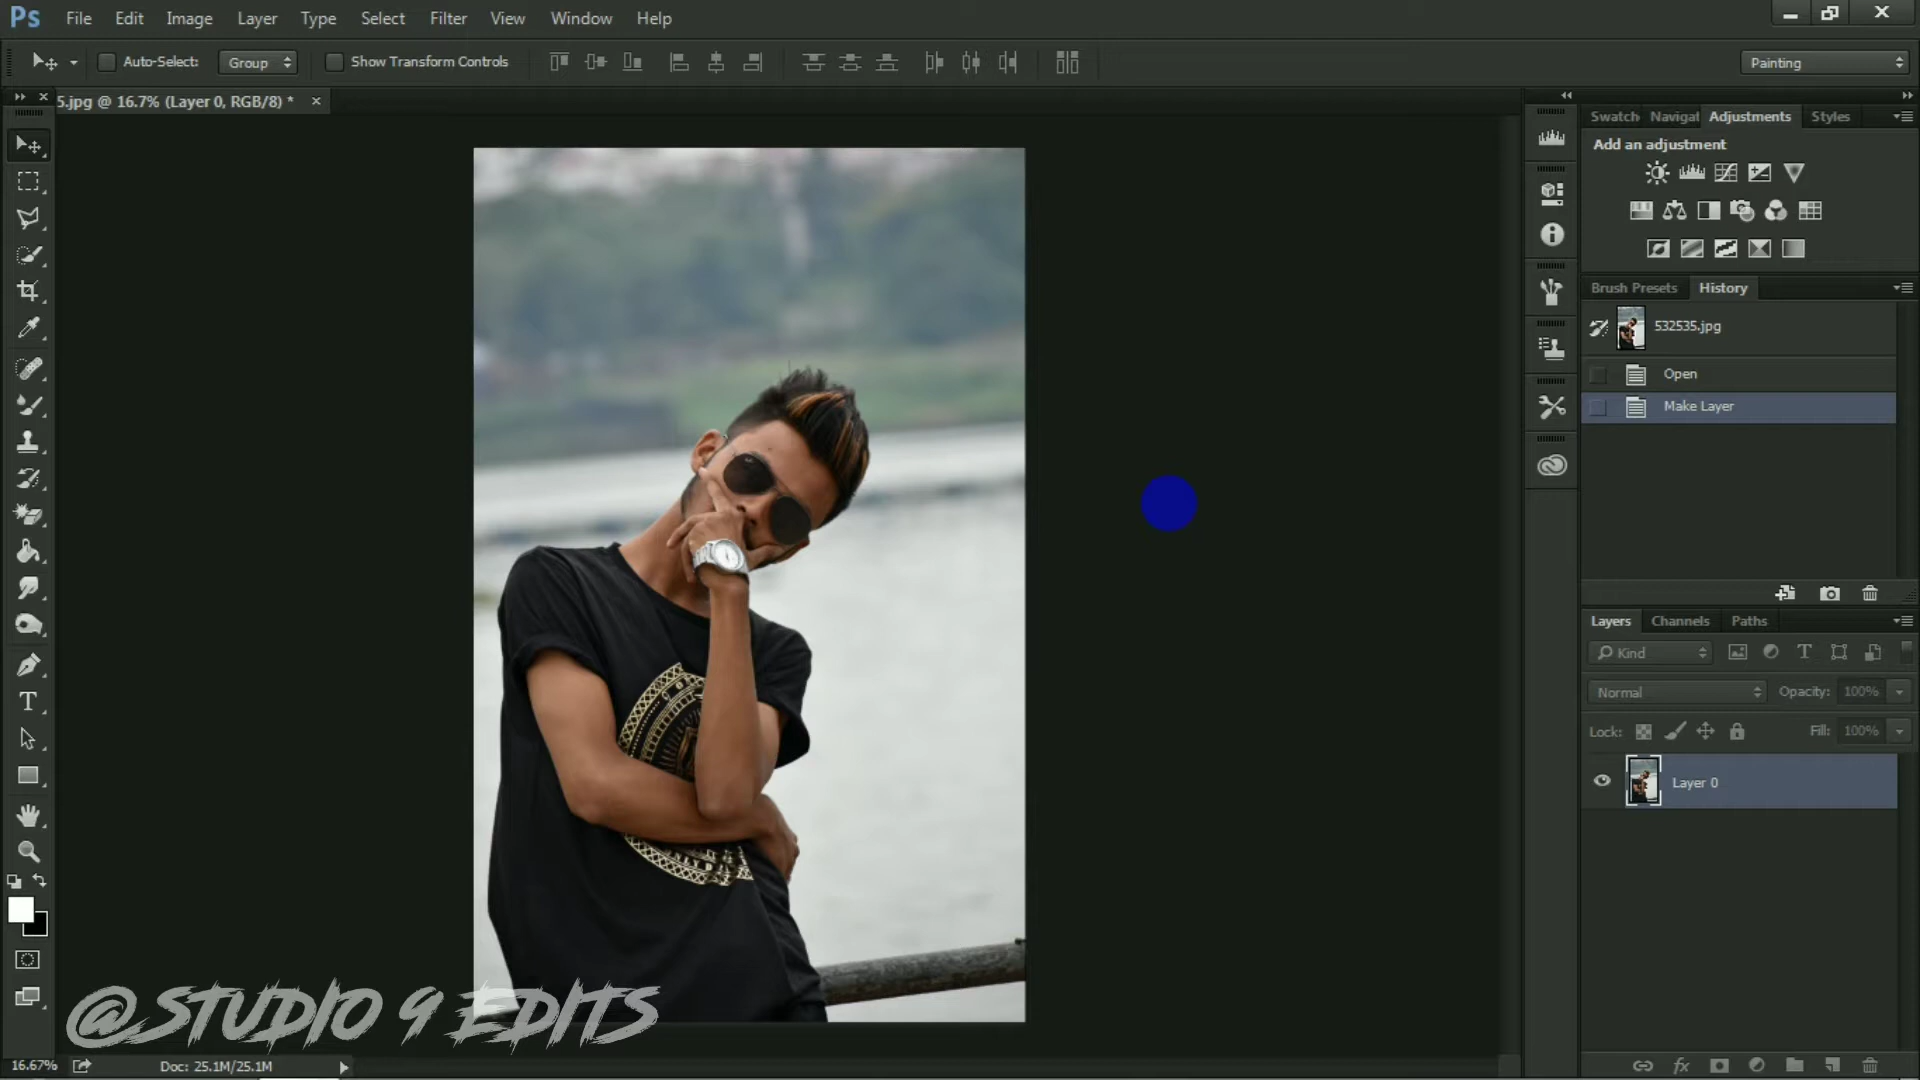 Ps File Edit Image Layer Type Select Filter View Window Help
Auto-Select: Group Show Transform Controls Painting
5.jpg @ 16.7% (Layer 0, RGB/8) * ×
Swatch Navigat Adjustments Styles
Add an adjustment
Brush Presets History
532535.jpg
Open
Make Layer
Layers Channels Paths
Kind T
Normal Opacity: 100%
Lock: Fill: 100%
Layer 0
fx
@STUDIO 9 EDITS
16.67% Doc: 25.1M/25.1M